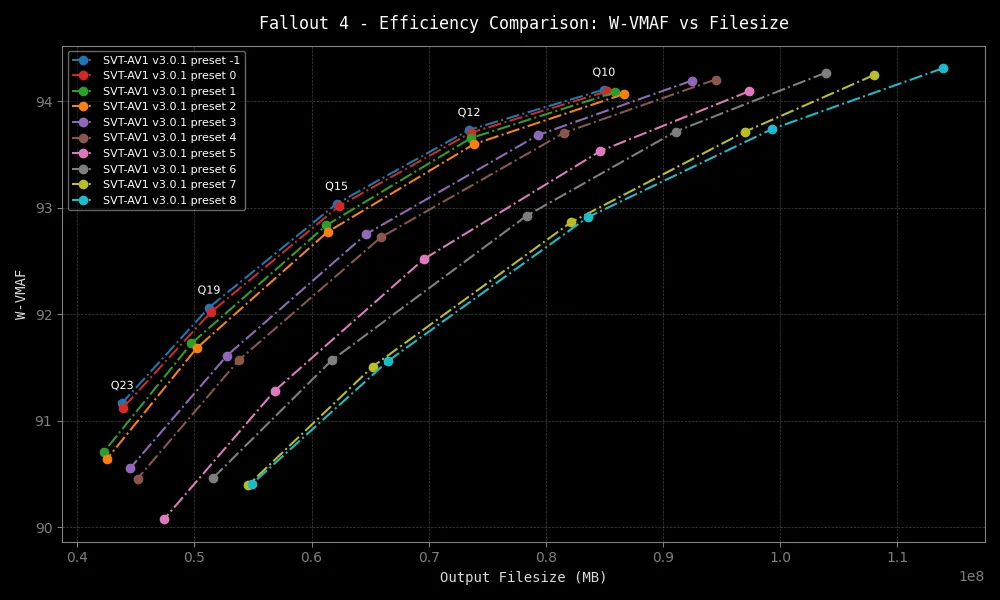 Fallout 4 - Efficiency Comparison: W-VMAF vs Filesize
SVT-AV1 v3.0.1 preset -1
SVT-AV1 v3.0.1 preset 0
SVT-AV1 v3.0.1 preset 1
SVT-AV1 v3.0.1 preset 2
SVT-AV1 v3.0.1 preset 3
SVT-AV1 v3.0.1 preset 4
SVT-AV1 v3.0.1 preset 5
SVT-AV1 v3.0.1 preset 6
SVT-AV1 v3.0.1 preset 7
SVT-AV1 v3.0.1 preset 8
Q10
Q12
Q15
Q19
Q23
W-VMAF
94
93
92
91
90
0.4 0.5 0.6 0.7 0.8 0.9 1.0 1.1
1e8
Output Filesize (MB)